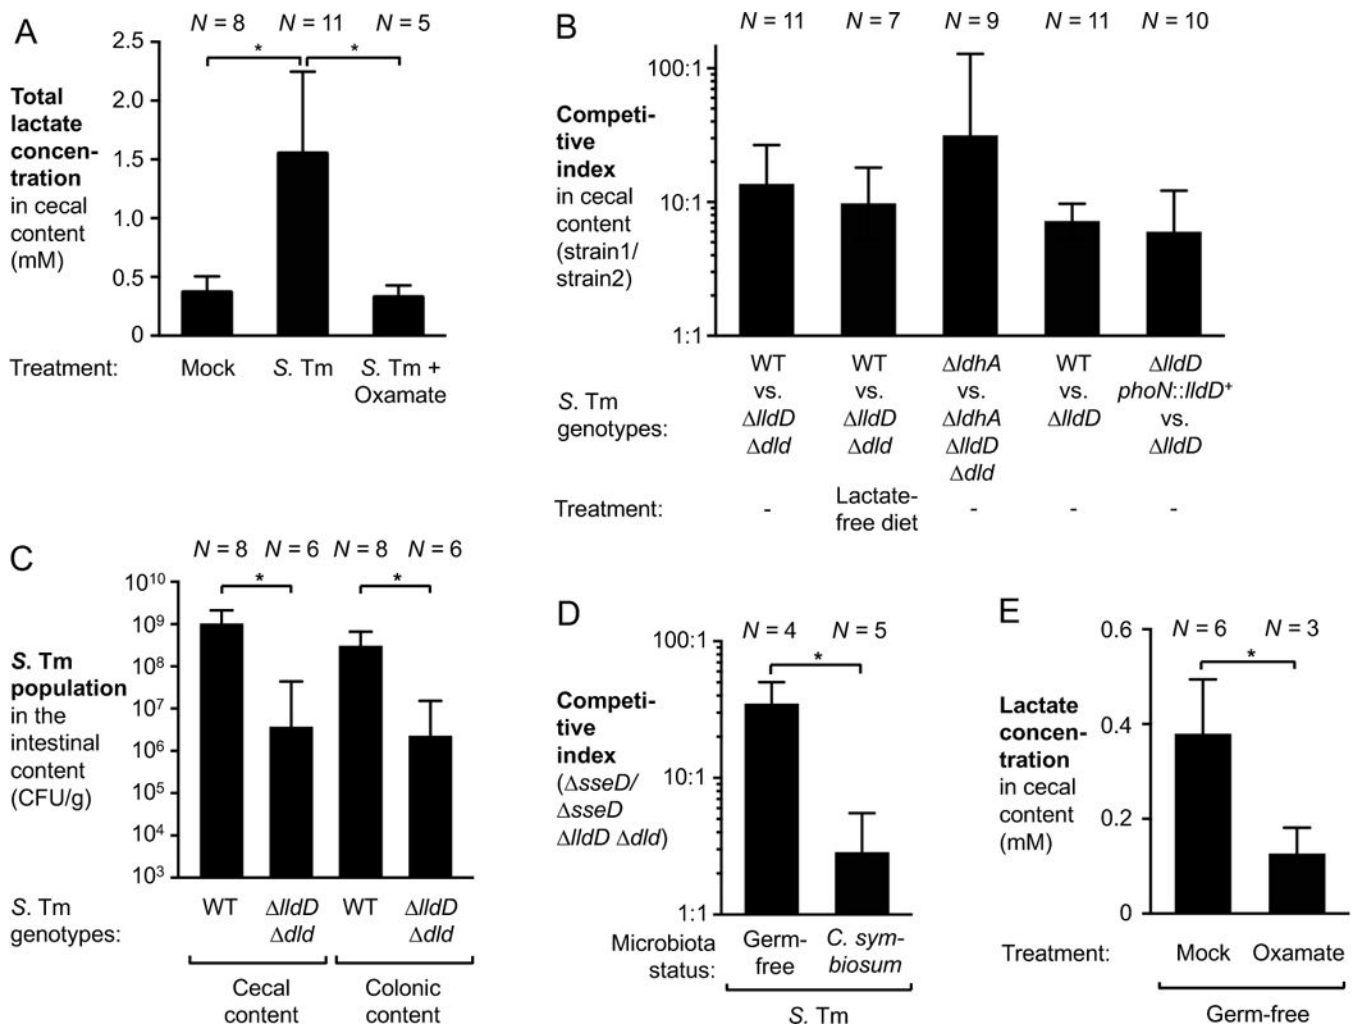 A
N = 8 N = 11 N = 5
Total
lactate
concen-
tration
in cecal
content
(mM)
2.5
2.0
1.5
1.0
0.5
0
*
*
Treatment:
Mock
S. Tm
S. Tm +
Oxamate
B
N = 11 N = 7 N = 9 N = 11 N = 10
Competi-
tive
index
in cecal
content
(strain1/
strain2)
100:1
10:1
1:1
S. Tm
genotypes:
WT
vs.
ΔlldD
Δdld
WT
vs.
ΔlldD
Δdld
ΔldhA
vs.
ΔldhA
ΔlldD
Δdld
WT
vs.
ΔlldD
ΔlldD
phoN::lldD⁺
vs.
ΔlldD
Treatment:
-
Lactate-
free diet
-
-
-
C
N = 8 N = 6 N = 8 N = 6
S. Tm
population
in the
intestinal
content
(CFU/g)
10¹⁰
10⁹
10⁸
10⁷
10⁶
10⁵
10⁴
10³
*
*
S. Tm
genotypes:
WT
ΔlldD
Δdld
WT
ΔlldD
Δdld
Cecal
content
Colonic
content
D
N = 4 N = 5
Competi-
tive
index
(ΔsseD/
ΔsseD
ΔlldD Δdld)
100:1
10:1
1:1
*
Microbiota
status:
Germ-
free
C. sym-
biosum
S. Tm
E
N = 6 N = 3
Lactate
concen-
tration
in cecal
content
(mM)
0.6
0.4
0.2
0
*
Treatment:
Mock
Oxamate
Germ-free